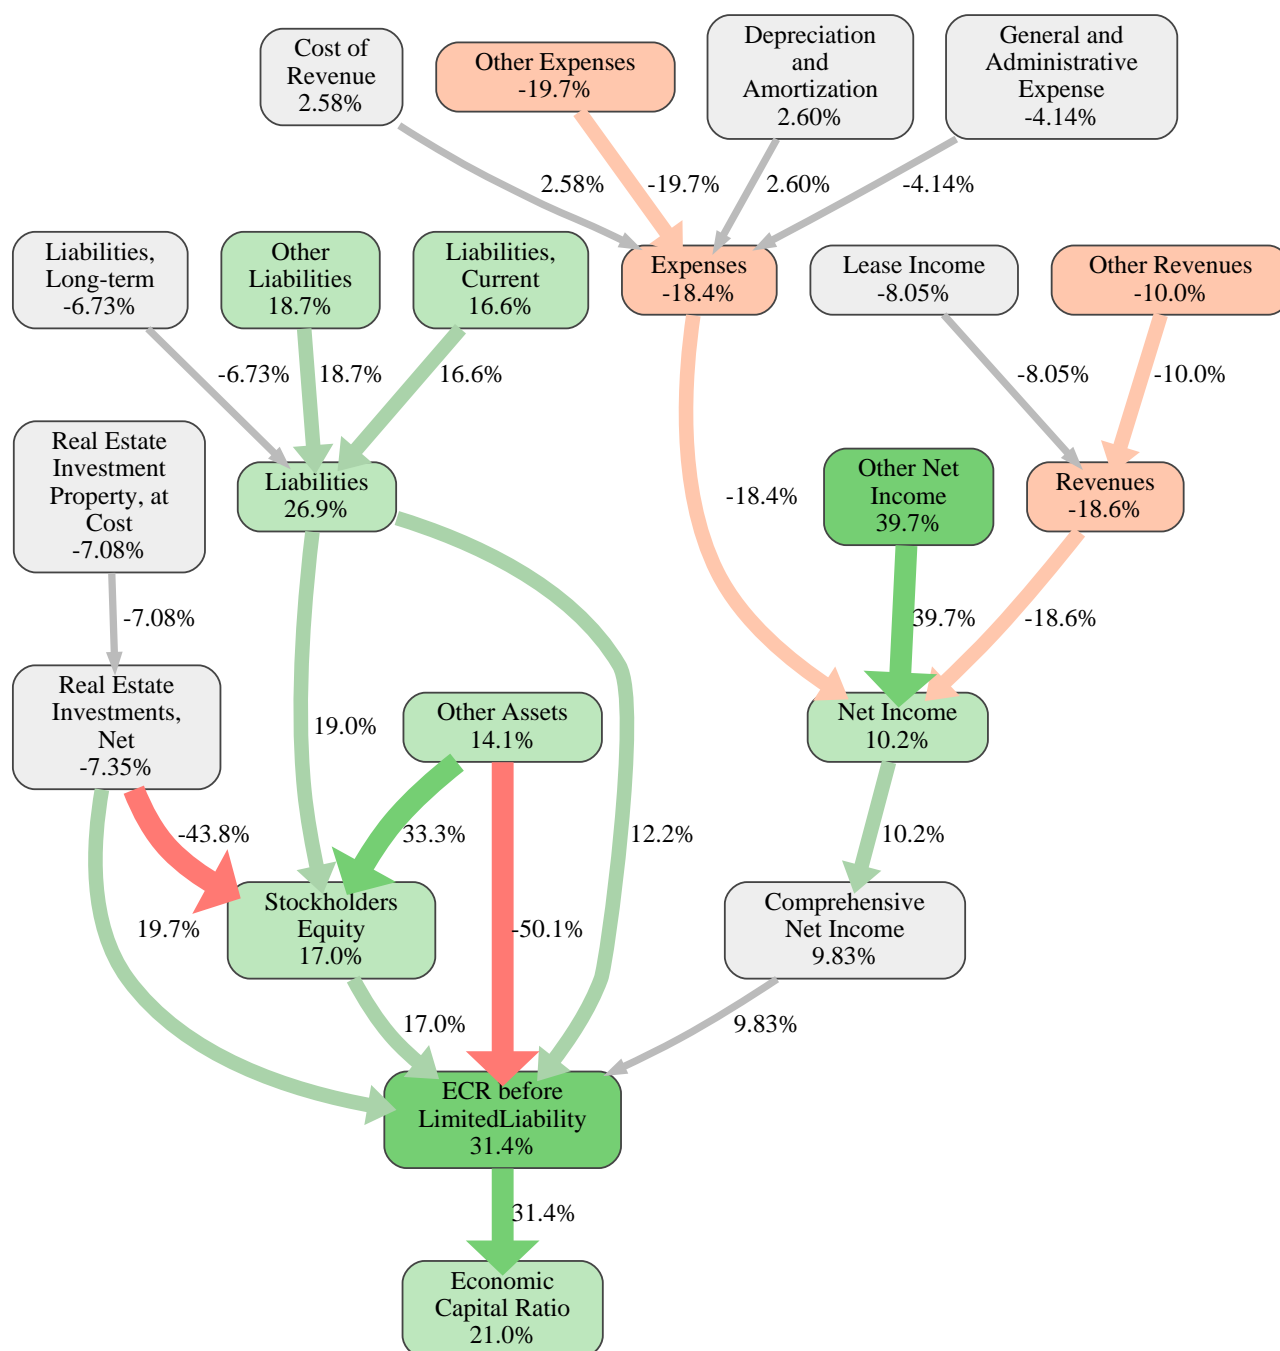 Cost of
Revenue
2.58%
Other Expenses
-19.7%
Depreciation
and
Amortization
2.60%
General and
Administrative
Expense
-4.14%
2.58%
-19.7%
2.60%
-4.14%
Liabilities,
Long-term
-6.73%
Other
Liabilities
18.7%
Liabilities,
Current
16.6%
Expenses
-18.4%
Lease Income
-8.05%
Other Revenues
-10.0%
-6.73%
18.7%
16.6%
-8.05%
-10.0%
Real Estate
Investment
Property, at
Cost
-7.08%
Liabilities
26.9%
-18.4%
Other Net
Income
39.7%
Revenues
-18.6%
-7.08%
39.7%
-18.6%
Real Estate
Investments,
Net
-7.35%
19.0%
Other Assets
14.1%
Net Income
10.2%
-43.8%
33.3%
12.2%
10.2%
19.7%
Stockholders
Equity
17.0%
-50.1%
Comprehensive
Net Income
9.83%
17.0%
9.83%
ECR before
LimitedLiability
31.4%
31.4%
Economic
Capital Ratio
21.0%